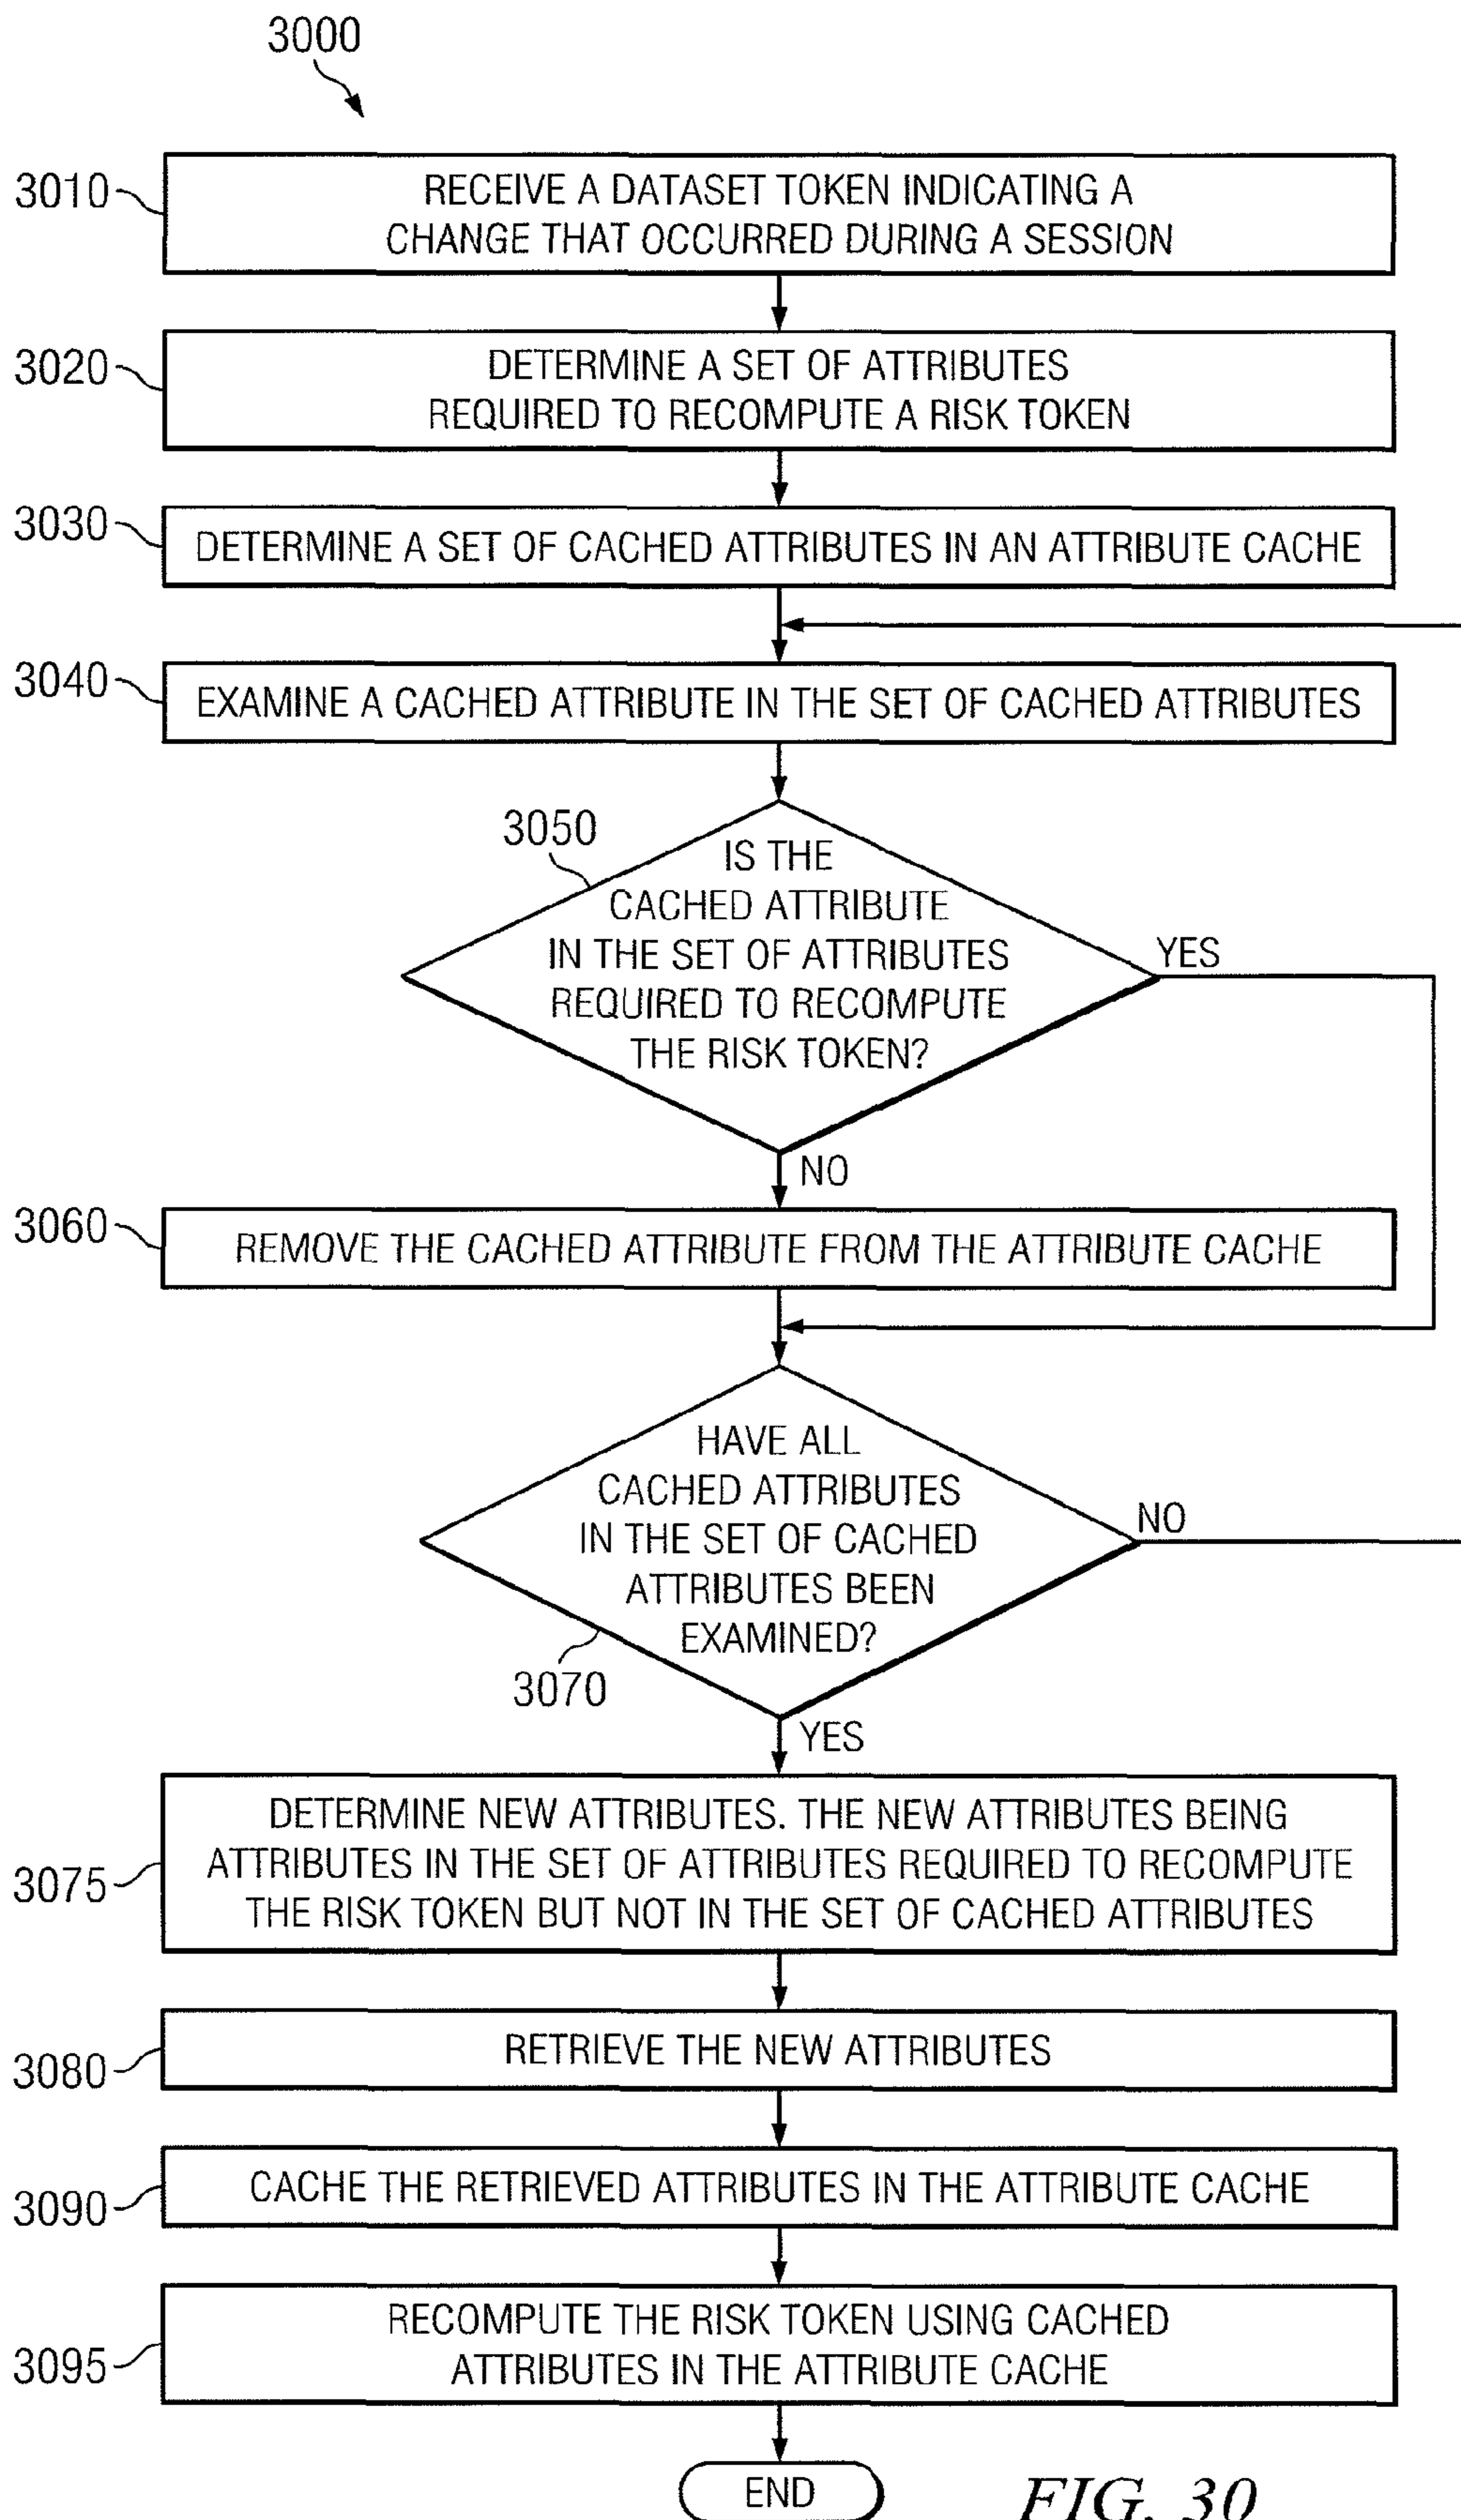 3000
3010
RECEIVE A DATASET TOKEN INDICATING A
CHANGE THAT OCCURRED DURING A SESSION
3020
DETERMINE A SET OF ATTRIBUTES
REQUIRED TO RECOMPUTE A RISK TOKEN
3030
DETERMINE A SET OF CACHED ATTRIBUTES IN AN ATTRIBUTE CACHE
3040
EXAMINE A CACHED ATTRIBUTE IN THE SET OF CACHED ATTRIBUTES
3050
IS THE
CACHED ATTRIBUTE
IN THE SET OF ATTRIBUTES
REQUIRED TO RECOMPUTE
THE RISK TOKEN?
YES
NO
3060
REMOVE THE CACHED ATTRIBUTE FROM THE ATTRIBUTE CACHE
HAVE ALL
CACHED ATTRIBUTES
IN THE SET OF CACHED
ATTRIBUTES BEEN
EXAMINED?
NO
3070
YES
3075
DETERMINE NEW ATTRIBUTES. THE NEW ATTRIBUTES BEING
ATTRIBUTES IN THE SET OF ATTRIBUTES REQUIRED TO RECOMPUTE
THE RISK TOKEN BUT NOT IN THE SET OF CACHED ATTRIBUTES
3080
RETRIEVE THE NEW ATTRIBUTES
3090
CACHE THE RETRIEVED ATTRIBUTES IN THE ATTRIBUTE CACHE
3095
RECOMPUTE THE RISK TOKEN USING CACHED
ATTRIBUTES IN THE ATTRIBUTE CACHE
END
FIG. 30